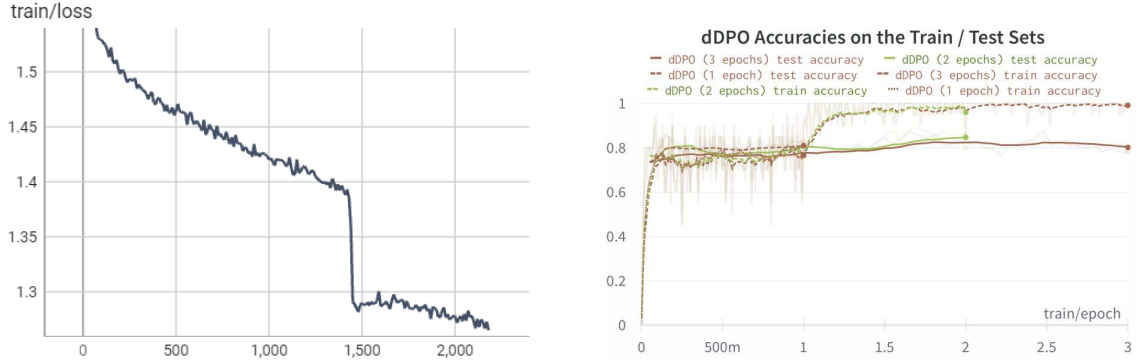 train/loss
1.5
1.45
1.4
1.35
1.3
0
500
1,000
1,500
2,000
dDPO Accuracies on the Train / Test Sets
dDPO (3 epochs) test accuracy
dDPO (2 epochs) test accuracy
dDPO (1 epoch) test accuracy
dDPO (3 epochs) train accuracy
dDPO (2 epochs) train accuracy
dDPO (1 epoch) train accuracy
1
0.8
0.6
0.4
0.2
0
train/epoch
0
500m
1
1.5
2
2.5
3